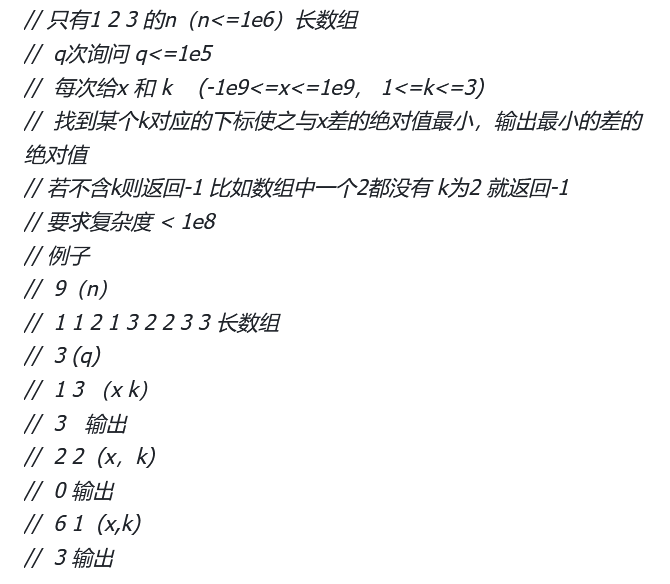 // 只有1 2 3 的n（n<=1e6）长数组
//  q次询问 q<=1e5
//  每次给x 和 k    (-1e9<=x<=1e9， 1<=k<=3)
//  找到某个k对应的下标使之与x差的绝对值最小，输出最小的差的
绝对值
// 若不含k则返回-1 比如数组中一个2都没有 k为2 就返回-1
// 要求复杂度 < 1e8
// 例子
//  9（n）
//  1 1 2 1 3 2 2 3 3 长数组
//  3 (q)
//  1 3 （x k）
//  3   输出
//  2 2  (x，k)
//  0 输出
//  6 1  (x,k)
//  3 输出